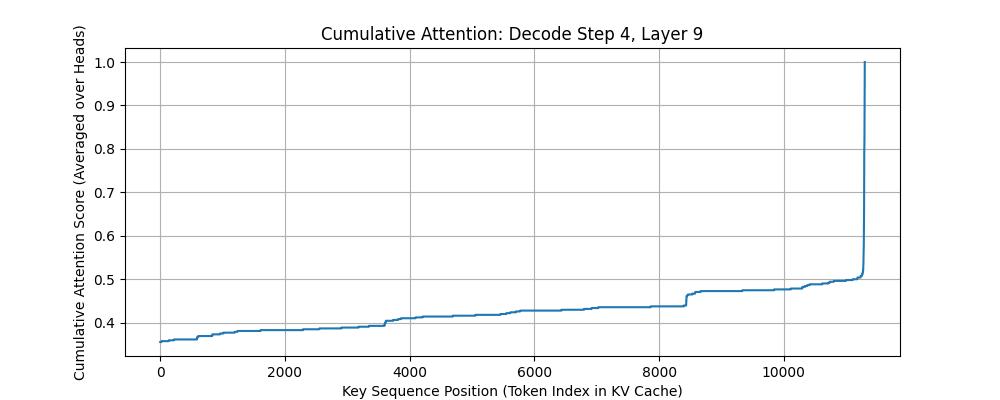 Cumulative Attention: Decode Step 4, Layer 9
Cumulative Attention Score (Averaged over Heads)
1.0
0.9
0.8
0.7
0.6
0.5
0.4
0 2000 4000 6000 8000 10000
Key Sequence Position (Token Index in KV Cache)